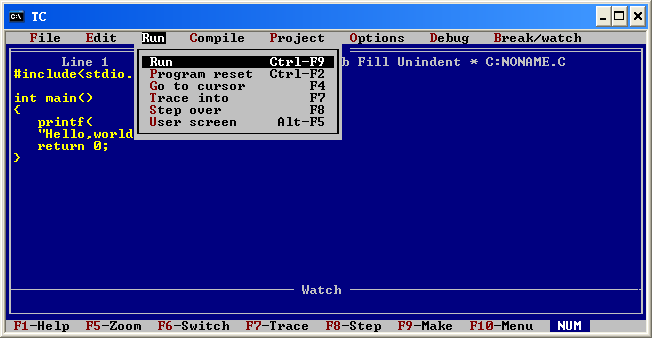 TC
File Edit Run Compile Project Options Debug Break/watch
Line 1 b Fill Unindent * C:NONAME.C
Run Ctrl-F9
Program reset Ctrl-F2
Go to cursor F4
Trace into F7
Step over F8
User screen Alt-F5
#include<stdio.
int main()
{
printf(
"Hello,world
return 0;
}
Watch
F1-Help F5-Zoom F6-Switch F7-Trace F8-Step F9-Make F10-Menu NUM